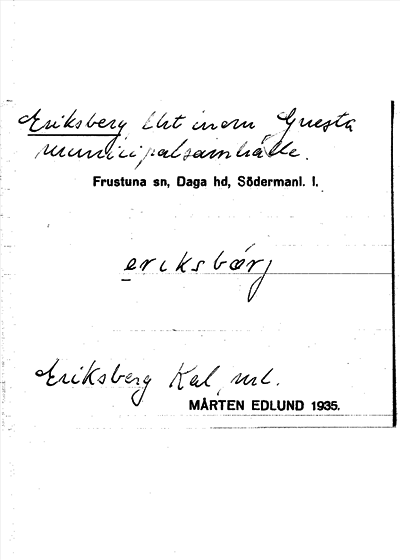 Eriksberg lht inom Gnesta
municipalsamhälle.
Frustuna sn, Daga hd, Södermanl. l.
eriksbærj
Eriksberg Kal, ml.
MÅRTEN EDLUND 1935.